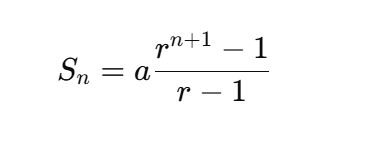 $S_n = a\frac{r^{n+1} - 1}{r - 1}$